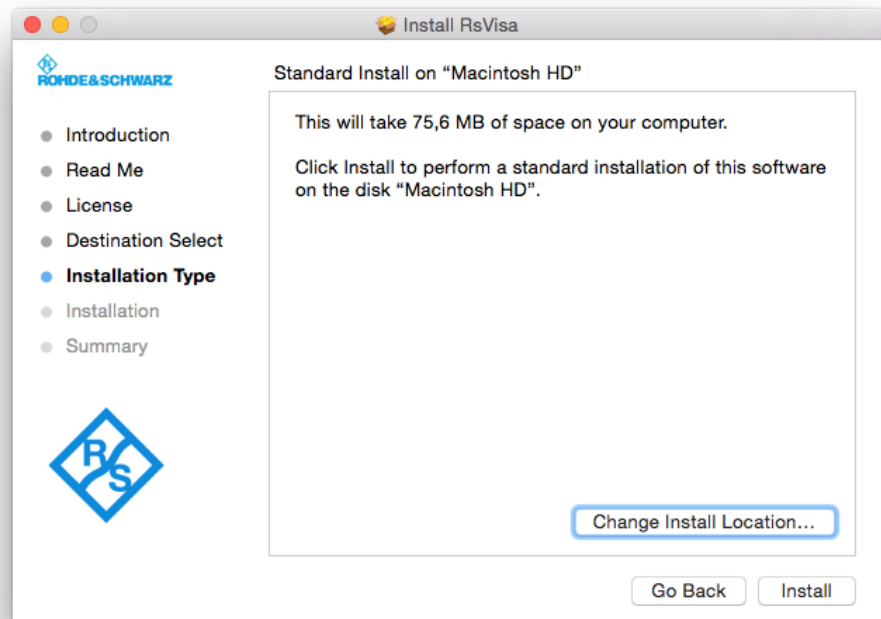 Install RsVisa
ROHDE&SCHWARZ
Standard Install on “Macintosh HD”
Introduction
Read Me
License
Destination Select
Installation Type
Installation
Summary
This will take 75,6 MB of space on your computer.
Click Install to perform a standard installation of this software
on the disk “Macintosh HD”.
R
S
Change Install Location...
Go Back
Install